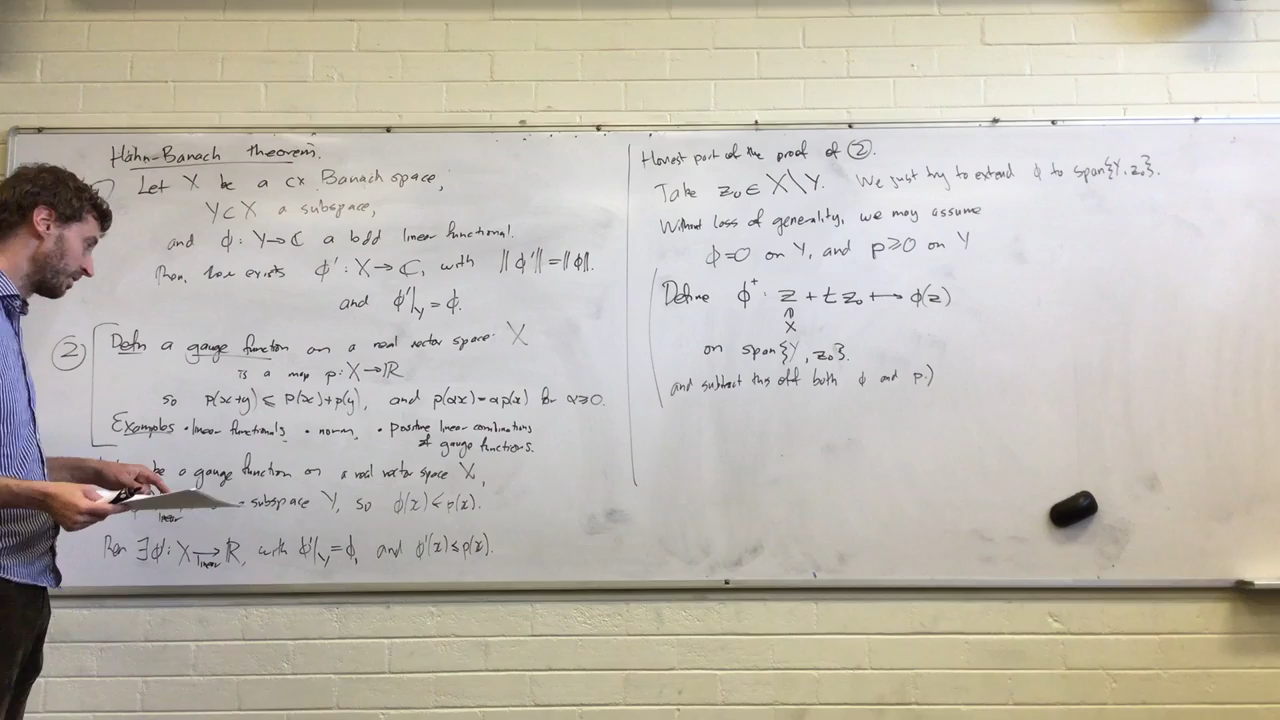 Hahn-Banach theorem.
Let X be a cx Banach space,
Y⊂X a subspace,
and ϕ: Y→ℂ a bdd linear functional.
Then, there exists ϕ': X→ℂ, with ||ϕ'||=||ϕ||.
and ϕ'|_Y = ϕ.
② Defn a gauge function on a real vector space X
is a map p: X→ℝ
so p(x+y) ≤ p(x)+p(y), and p(αx)=αp(x) for α≥0.
Examples • linear functionals • norms • positive linear combinations
of gauge functions.
be a gauge function on a real vector space X,
linear subspace Y, so ϕ(x)≤p(x).
Then ∃ϕ': X→ℝ, with ϕ'|_Y=ϕ, and ϕ'(x)≤p(x).
linear
Honest part of the proof of ②.
Take z₀∈X\Y. We just try to extend ϕ to span{Y,z₀}.
Without loss of generality, we may assume
ϕ=0 on Y, and p≥0 on Y
Define ϕ⁺: z + tz₀ ↦ ϕ(z)
X
on span{Y, z₀}.
and subtract this off both ϕ and p.)